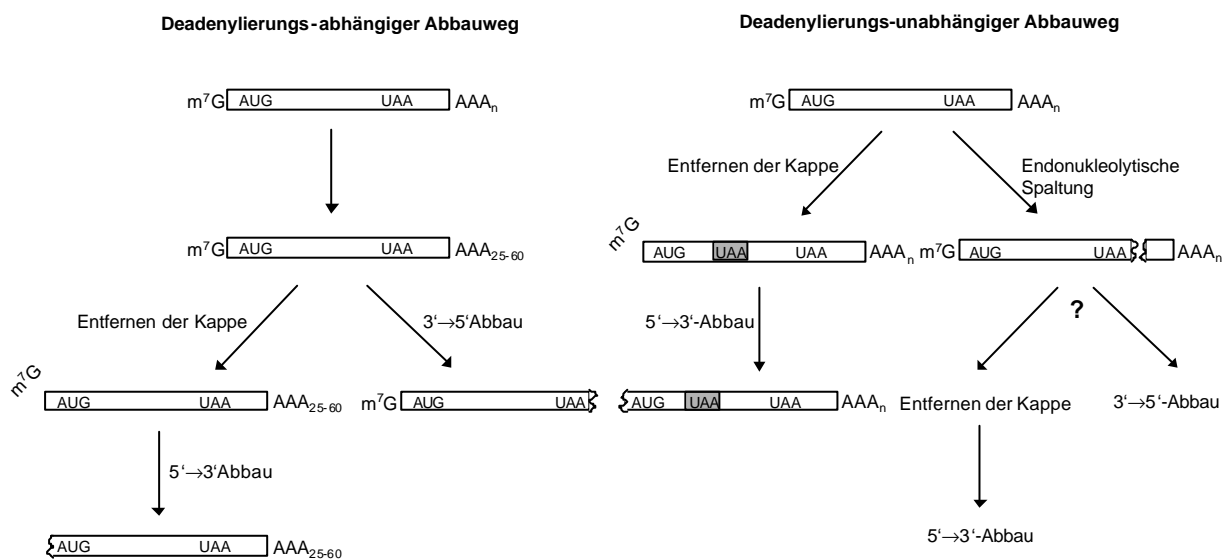 Deadenylierungs-abhängiger Abbauweg
m⁷G AUG UAA AAAₙ
m⁷G AUG UAA AAA₂₅₋₆₀
Entfernen der Kappe
3‘→5‘Abbau
m⁷G
AUG UAA AAA₂₅₋₆₀
m⁷G AUG UAA
5‘→3‘Abbau
AUG UAA AAA₂₅₋₆₀
Deadenylierungs-unabhängiger Abbauweg
m⁷G AUG UAA AAAₙ
Entfernen der Kappe
Endonukleolytische
Spaltung
m⁷G
AUG UAA UAA AAAₙ
m⁷G AUG UAA AAAₙ
5‘→3‘-Abbau
?
AUG UAA UAA AAAₙ
Entfernen der Kappe
3‘→5‘-Abbau
5‘→3‘-Abbau